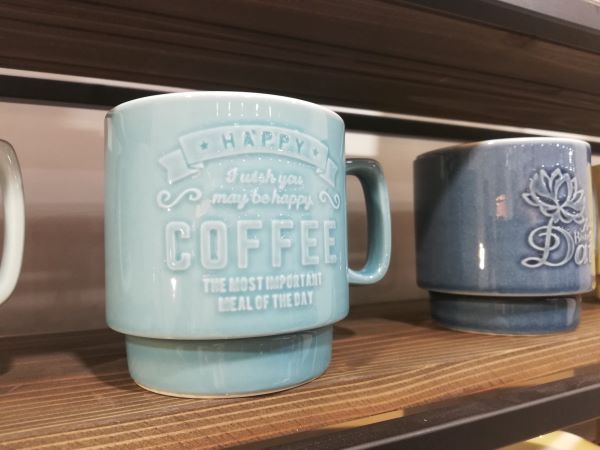 HAPPY
I wish you
may be happy.
COFFEE
THE MOST IMPORTANT
MEAL OF THE DAY